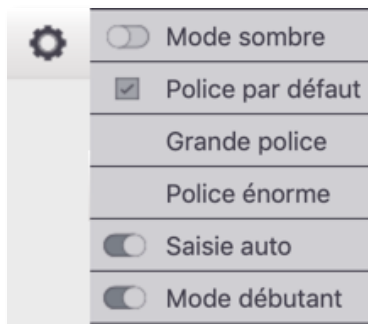 Mode sombre
Police par défaut
Grande police
Police énorme
Saisie auto
Mode débutant